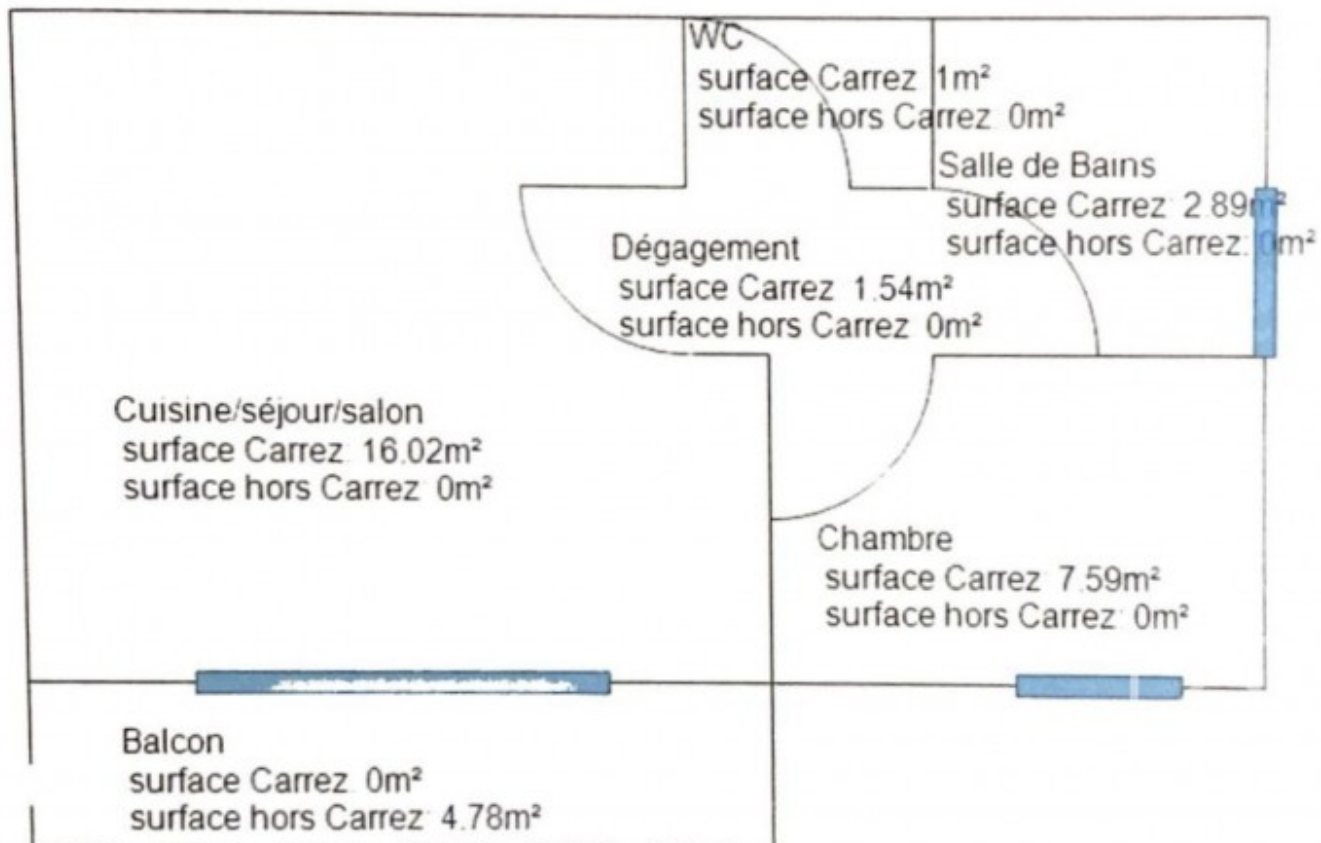 WC
surface Carrez 1m²
surface hors Carrez: 0m²
Salle de Bains
surface Carrez: 2.89m²
surface hors Carrez: 0m²
Dégagement
surface Carrez 1.54m²
surface hors Carrez 0m²
Cuisine/séjour/salon
surface Carrez 16.02m²
surface hors Carrez: 0m²
Chambre
surface Carrez 7.59m²
surface hors Carrez: 0m²
Balcon
surface Carrez 0m²
surface hors Carrez 4.78m²